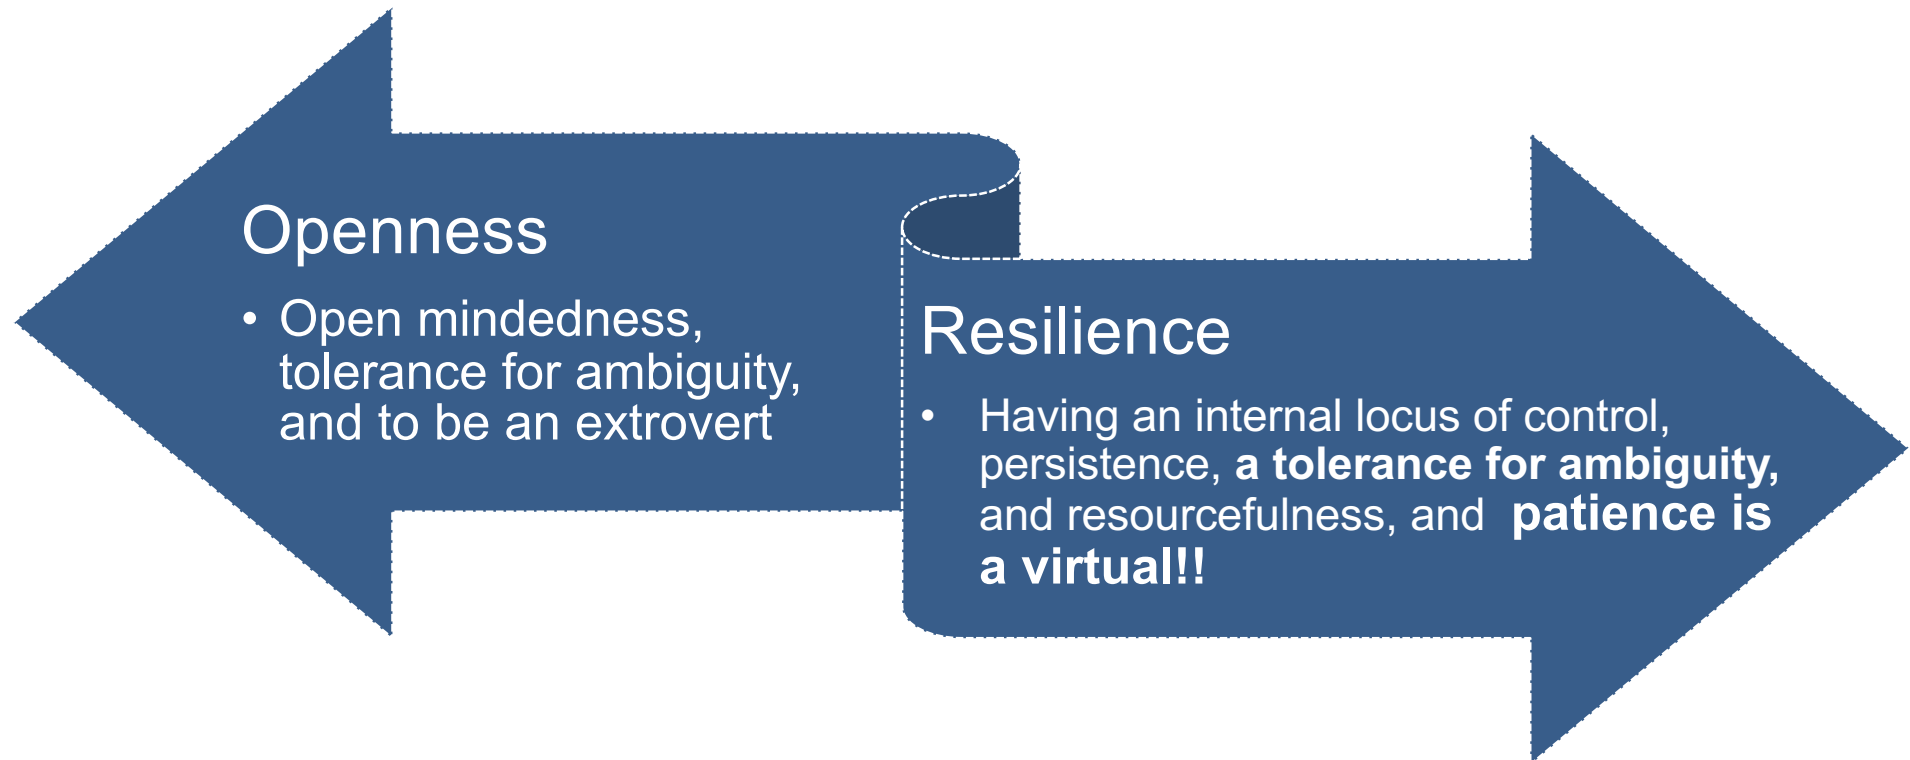 Openness
• Open mindedness,
tolerance for ambiguity,
and to be an extrovert
Resilience
• Having an internal locus of control,
persistence, a tolerance for ambiguity,
and resourcefulness, and patience is
a virtual!!